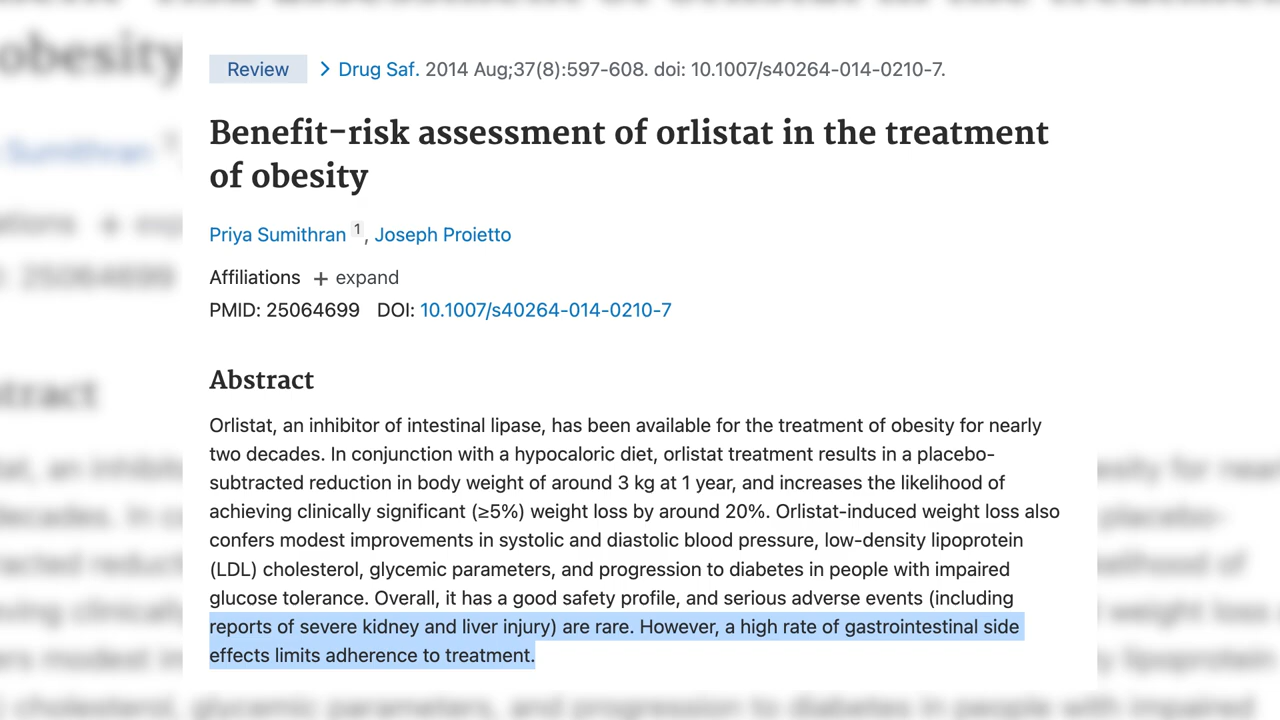 Review > Drug Saf. 2014 Aug;37(8):597-608. doi: 10.1007/s40264-014-0210-7.
Benefit-risk assessment of orlistat in the treatment
of obesity
Priya Sumithran 1, Joseph Proietto
Affiliations + expand
PMID: 25064699 DOI: 10.1007/s40264-014-0210-7
Abstract
Orlistat, an inhibitor of intestinal lipase, has been available for the treatment of obesity for nearly
two decades. In conjunction with a hypocaloric diet, orlistat treatment results in a placebo-
subtracted reduction in body weight of around 3 kg at 1 year, and increases the likelihood of
achieving clinically significant (≥5%) weight loss by around 20%. Orlistat-induced weight loss also
confers modest improvements in systolic and diastolic blood pressure, low-density lipoprotein
(LDL) cholesterol, glycemic parameters, and progression to diabetes in people with impaired
glucose tolerance. Overall, it has a good safety profile, and serious adverse events (including
reports of severe kidney and liver injury) are rare. However, a high rate of gastrointestinal side
effects limits adherence to treatment.